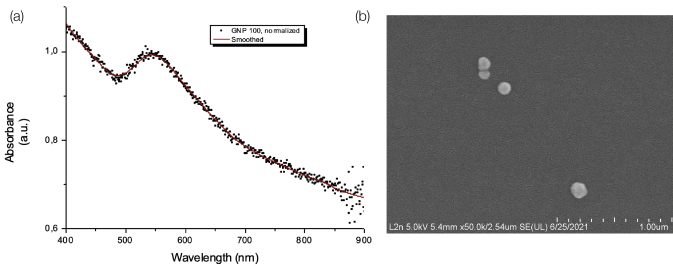 (a)
GNP 100, normalized
Smoothed
1,0
0,8
0,6
Absorbance
(a.u.)
400 500 600 700 800 900
Wavelength (nm)
(b)
L2n 5.0kV 5.4mm x50.0k/2.54um SE(UL) 6/25/2021 1.00um